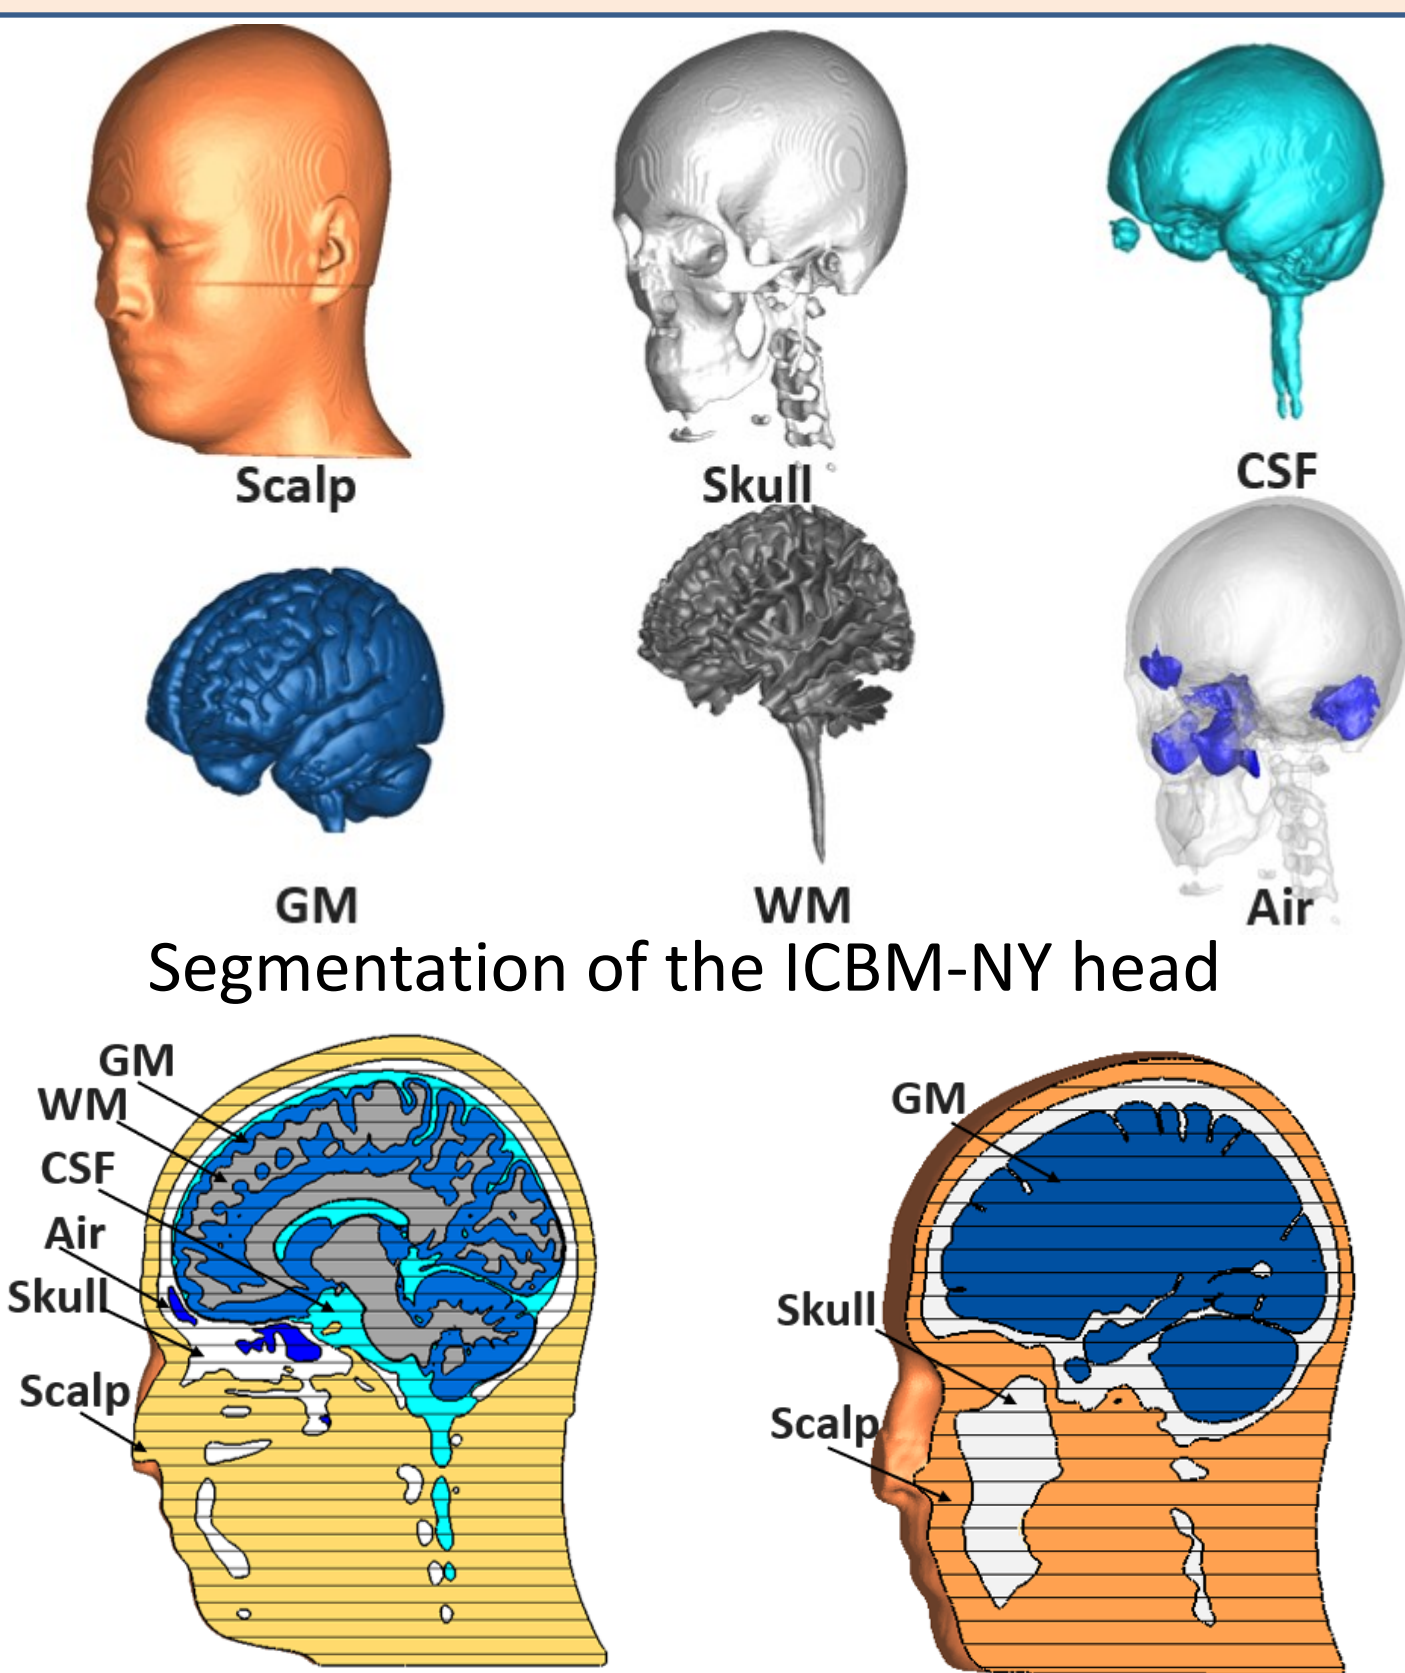 Scalp
Skull
CSF
GM
WM
Air
Segmentation of the ICBM-NY head
GM
WM
CSF
Air
Skull
Scalp
GM
Skull
Scalp